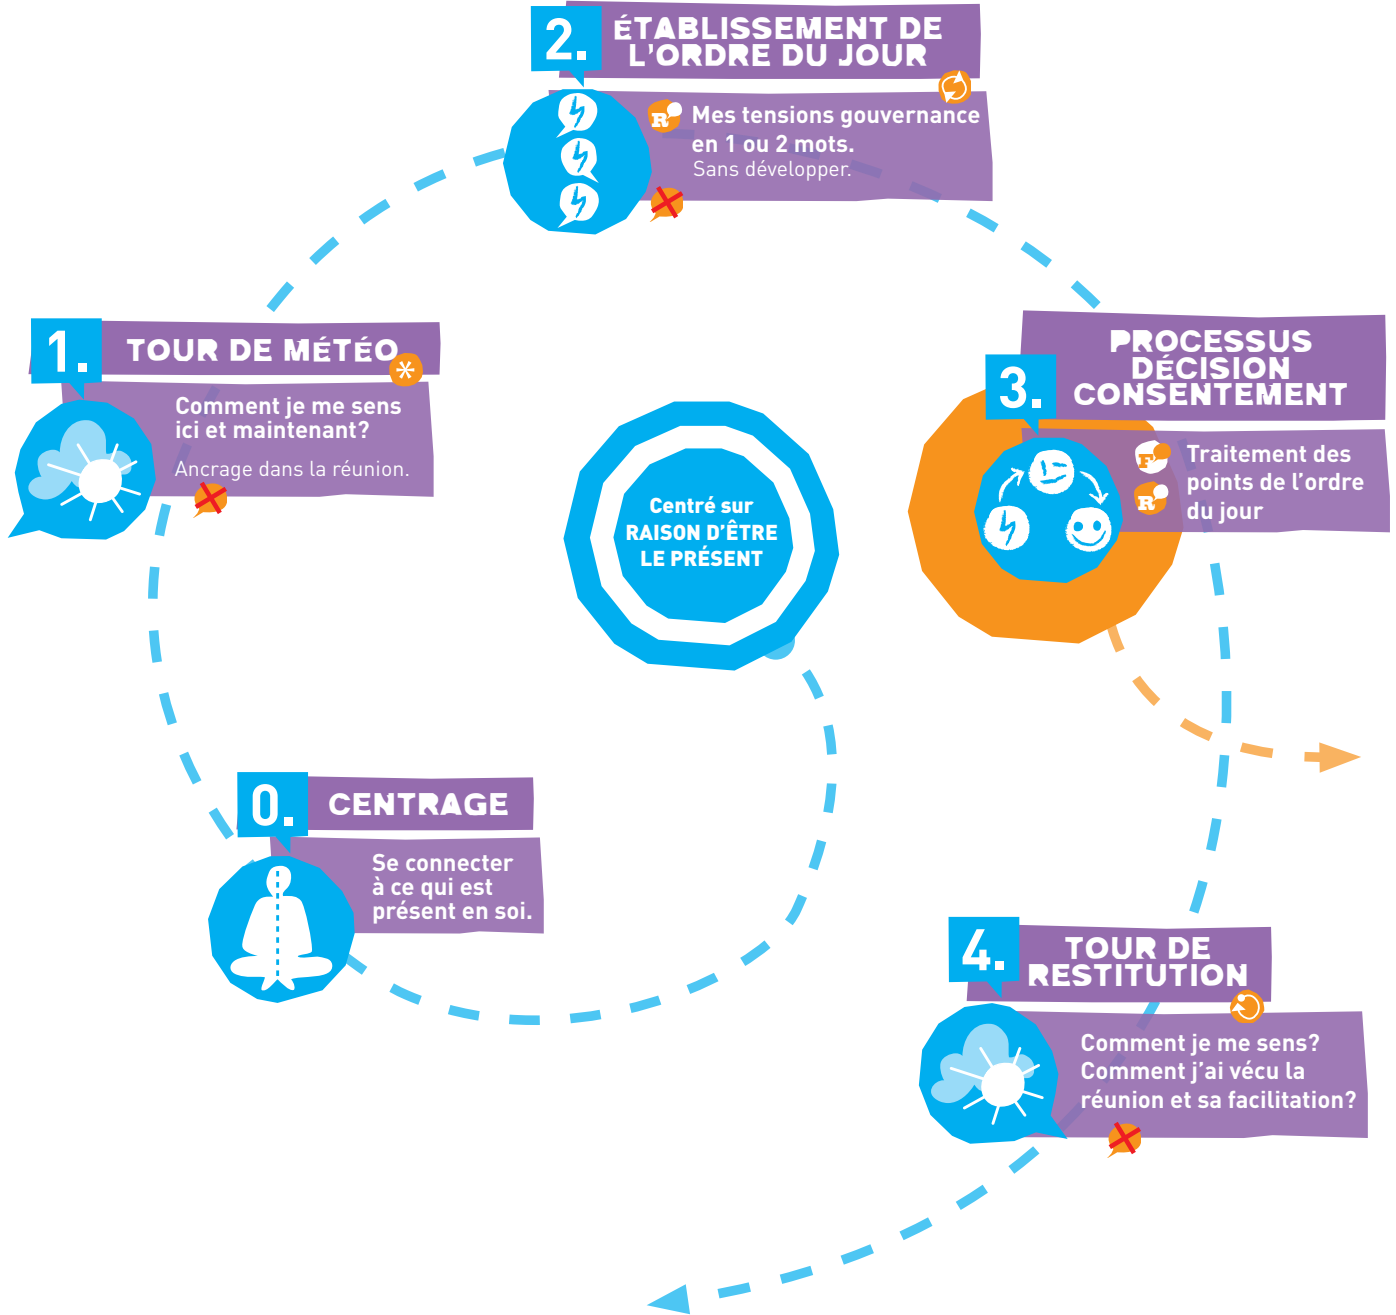 2.
ÉTABLISSEMENT DE
L'ORDRE DU JOUR
R
Mes tensions gouvernance
en 1 ou 2 mots.
Sans développer.
1.
TOUR DE MÉTÉO
*
Comment je me sens
ici et maintenant?
Ancrage dans la réunion.
3.
PROCESSUS
DÉCISION
CONSENTEMENT
F
R
Traitement des
points de l'ordre
du jour
Centré sur
RAISON D'ÊTRE
LE PRÉSENT
0.
CENTRAGE
Se connecter
à ce qui est
présent en soi.
4.
TOUR DE
RESTITUTION
Comment je me sens?
Comment j'ai vécu la
réunion et sa facilitation?